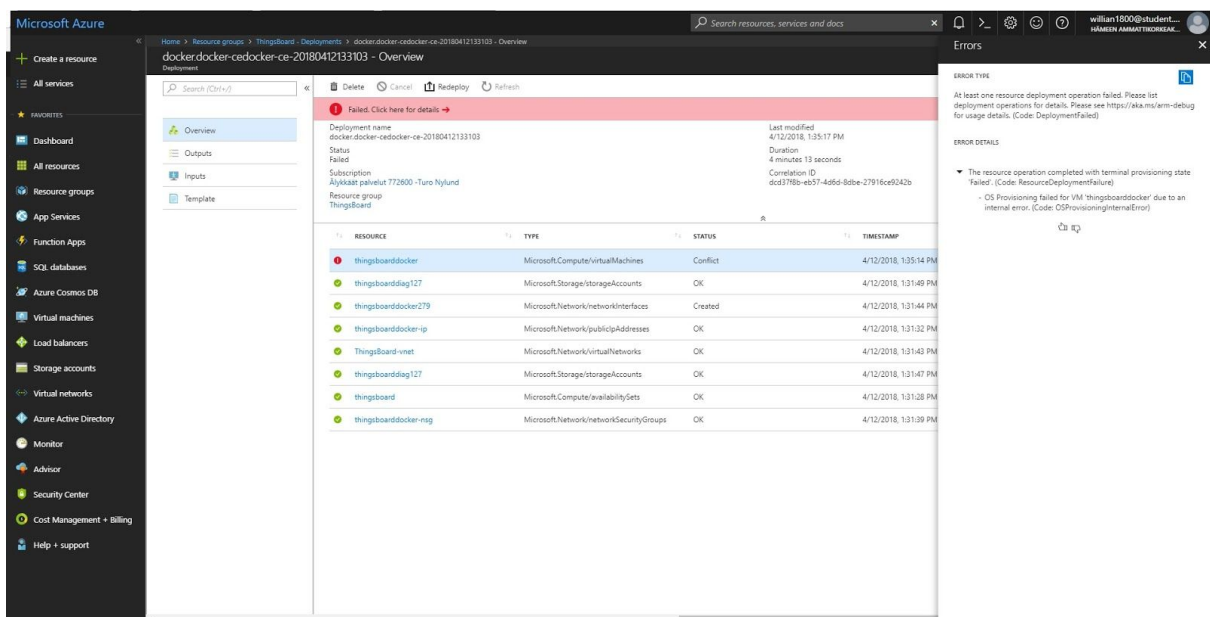 Microsoft Azure
Search resources, services and docs
willian1800@student....
HÄMEEN AMMATTIKORKEAK...
Create a resource
All services
FAVORITES
Dashboard
All resources
Resource groups
App Services
Function Apps
SQL databases
Azure Cosmos DB
Virtual machines
Load balancers
Storage accounts
Virtual networks
Azure Active Directory
Monitor
Advisor
Security Center
Cost Management + Billing
Help + support
Home > Resource groups > ThingsBoard - Deployments > docker.docker-cedocker-ce-20180412133103 - Overview
docker.docker-cedocker-ce-20180412133103 - Overview
Deployment
Search (Ctrl+/)
Overview
Outputs
Inputs
Template
Delete Cancel Redeploy Refresh
Failed. Click here for details
Deployment name
docker.docker-cedocker-ce-20180412133103
Status
Failed
Subscription
Älykkäät palvelut 772600 -Turo Nylund
Resource group
ThingsBoard
Last modified
4/12/2018, 1:35:17 PM
Duration
4 minutes 13 seconds
Correlation ID
dcd37f8b-eb57-4d6d-8dbe-27916ce9242b
RESOURCE TYPE STATUS TIMESTAMP
thingsboarddocker Microsoft.Compute/virtualMachines Conflict 4/12/2018, 1:35:14 PM
thingsboarddiag127 Microsoft.Storage/storageAccounts OK 4/12/2018, 1:31:49 PM
thingsboarddocker279 Microsoft.Network/networkInterfaces Created 4/12/2018, 1:31:44 PM
thingsboarddocker-ip Microsoft.Network/publicIpAddresses OK 4/12/2018, 1:31:32 PM
ThingsBoard-vnet Microsoft.Network/virtualNetworks OK 4/12/2018, 1:31:43 PM
thingsboarddiag127 Microsoft.Storage/storageAccounts OK 4/12/2018, 1:31:47 PM
thingsboard Microsoft.Compute/availabilitySets OK 4/12/2018, 1:31:28 PM
thingsboarddocker-nsg Microsoft.Network/networkSecurityGroups OK 4/12/2018, 1:31:39 PM
Errors
ERROR TYPE
At least one resource deployment operation failed. Please list
deployment operations for details. Please see https://aka.ms/arm-debug
for usage details. (Code: DeploymentFailed)
ERROR DETAILS
The resource operation completed with terminal provisioning state
'Failed'. (Code: ResourceDeploymentFailure)
- OS Provisioning failed for VM 'thingsboarddocker' due to an
internal error. (Code: OSProvisioningInternalError)